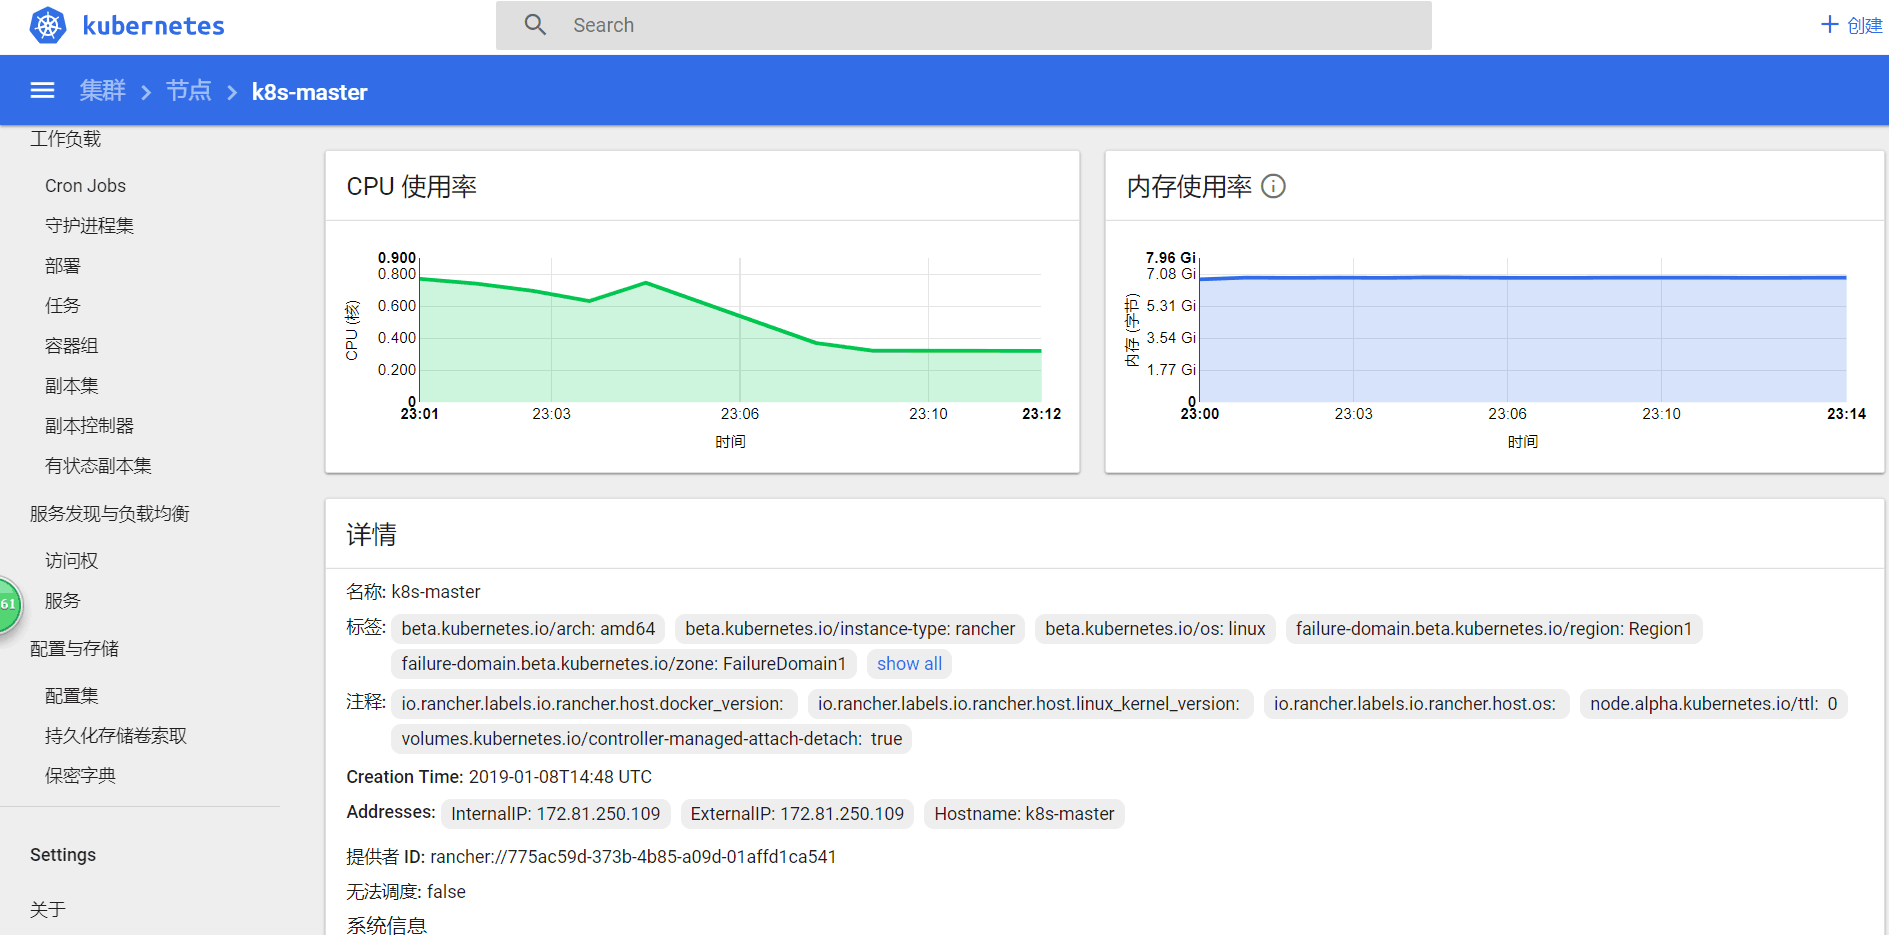 kubernetes
Search
创建
集群 节点 k8s-master
工作负载
Cron Jobs
守护进程集
部署
任务
容器组
副本集
副本控制器
有状态副本集
服务发现与负载均衡
访问权
服务
61
配置与存储
配置集
持久化存储卷索取
保密字典
Settings
关于
CPU 使用率
CPU (核)
0.900
0.800
0.600
0.400
0.200
0
23:01 23:03 23:06 23:10 23:12
时间
内存使用率
内存 (字节)
7.96 Gi
7.08 Gi
5.31 Gi
3.54 Gi
1.77 Gi
0
23:00 23:03 23:06 23:10 23:14
时间
详情
名称: k8s-master
标签: beta.kubernetes.io/arch: amd64 beta.kubernetes.io/instance-type: rancher beta.kubernetes.io/os: linux failure-domain.beta.kubernetes.io/region: Region1
failure-domain.beta.kubernetes.io/zone: FailureDomain1 show all
注释: io.rancher.labels.io.rancher.host.docker_version: io.rancher.labels.io.rancher.host.linux_kernel_version: io.rancher.labels.io.rancher.host.os: node.alpha.kubernetes.io/ttl: 0
volumes.kubernetes.io/controller-managed-attach-detach: true
Creation Time: 2019-01-08T14:48 UTC
Addresses: InternalIP: 172.81.250.109 ExternalIP: 172.81.250.109 Hostname: k8s-master
提供者 ID: rancher://775ac59d-373b-4b85-a09d-01affd1ca541
无法调度: false
系统信息